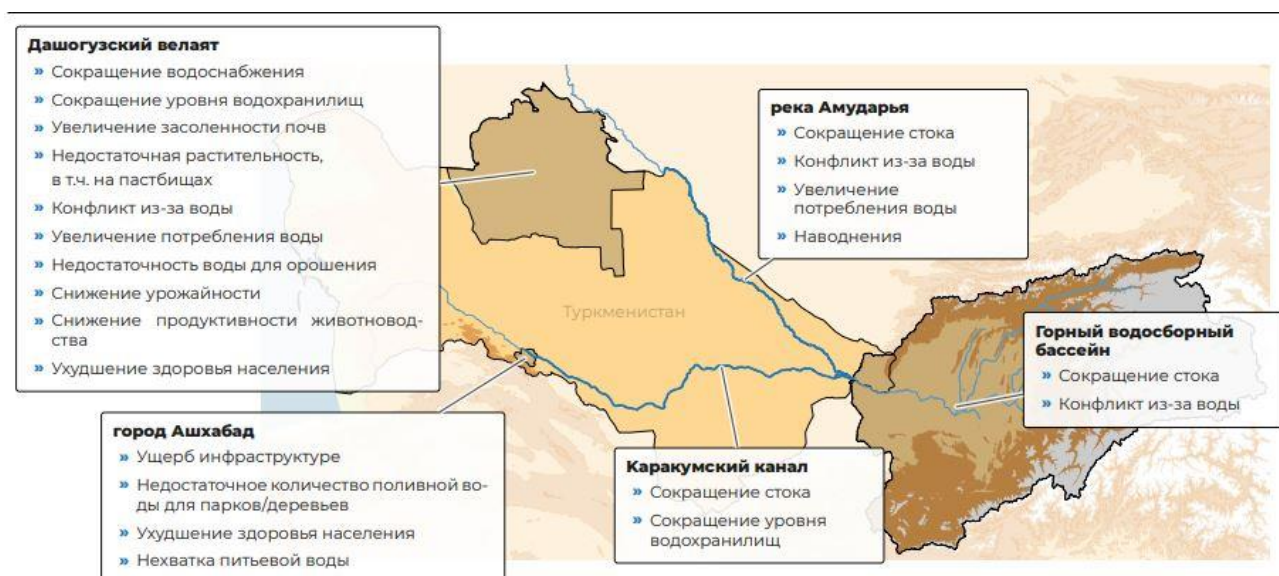 Дашогузский велаят
» Сокращение водоснабжения
» Сокращение уровня водохранилищ
» Увеличение засоленности почв
» Недостаточная растительность,
в т.ч. на пастбищах
» Конфликт из-за воды
» Увеличение потребления воды
» Недостаточность воды для орошения
» Снижение урожайности
» Снижение продуктивности животновод-
ства
» Ухудшение здоровья населения
река Амударья
» Сокращение стока
» Конфликт из-за воды
» Увеличение
потребления воды
» Наводнения
Туркменистан
Горный водосборный
бассейн
» Сокращение стока
» Конфликт из-за воды
город Ашхабад
» Ущерб инфраструктуре
» Недостаточное количество поливной во-
ды для парков/деревьев
» Ухудшение здоровья населения
» Нехватка питьевой воды
Каракумский канал
» Сокращение стока
» Сокращение уровня
водохранилищ